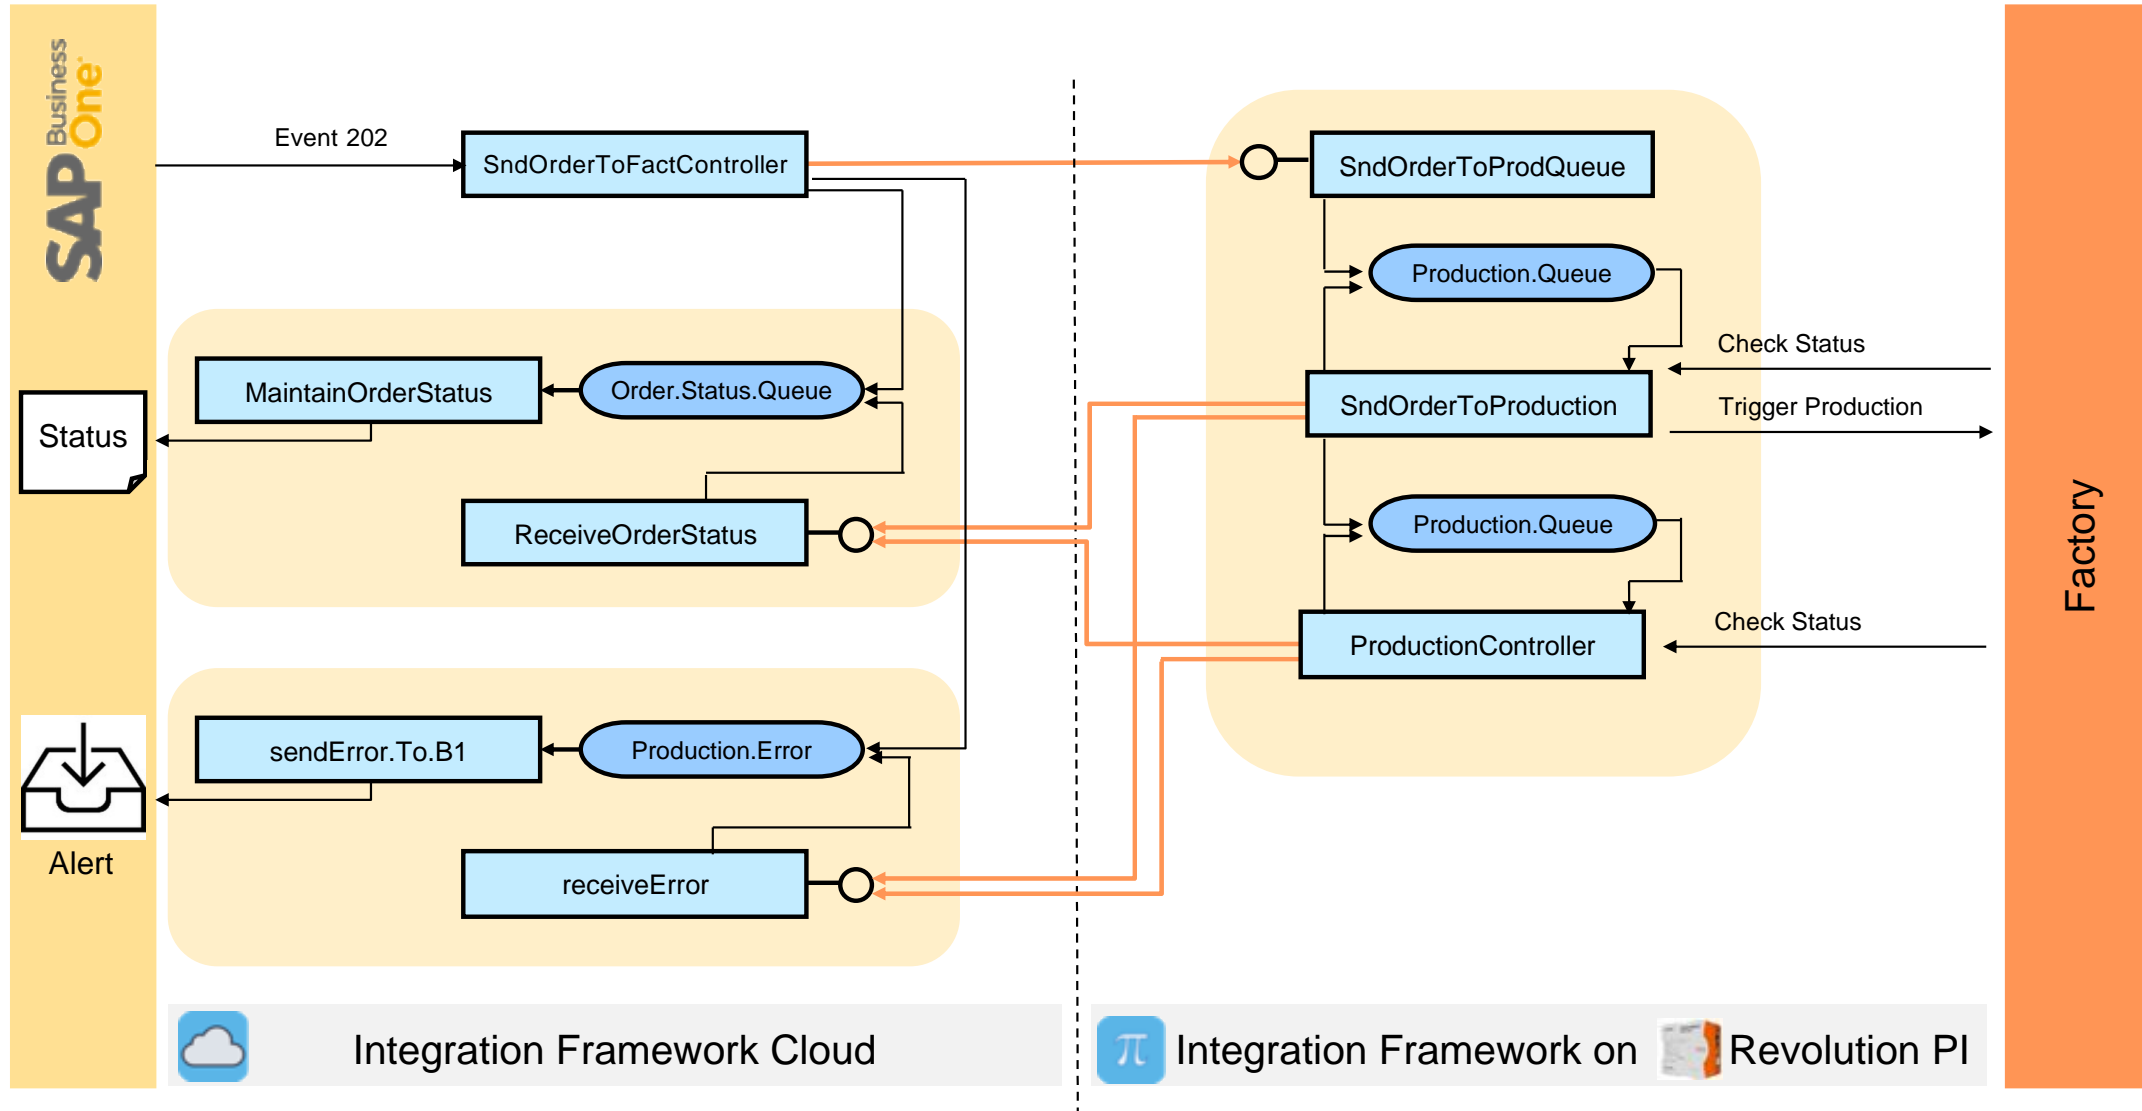 SAP Business One
Event 202
SndOrderToFactController
SndOrderToProdQueue
Production.Queue
Check Status
MaintainOrderStatus
Order.Status.Queue
SndOrderToProduction
Trigger Production
Status
ReceiveOrderStatus
Production.Queue
Factory
Check Status
ProductionController
sendError.To.B1
Production.Error
Alert
receiveError
Integration Framework Cloud
π Integration Framework on Revolution PI